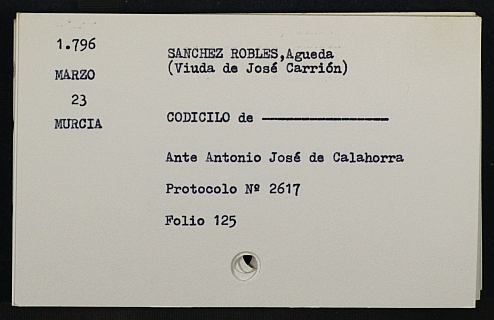 1.796
MARZO
23
MURCIA
SANCHEZ ROBLES,Agueda
(Viuda de José Carrión)
CODICILO de ————————
Ante Antonio José de Calahorra
Protocolo Nº 2617
Folio 125